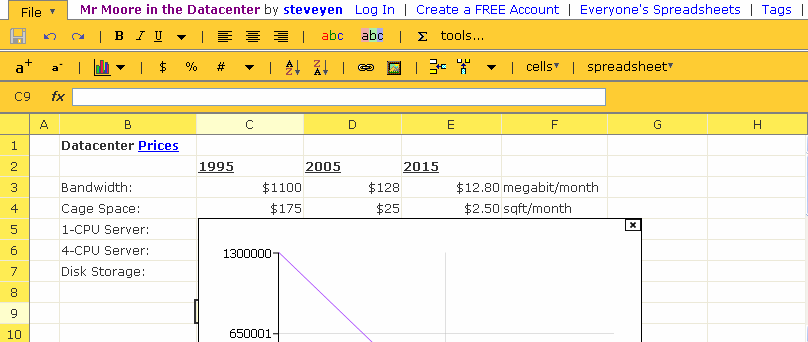 File ▾ Mr Moore in the Datacenter by steveyen Log In | Create a FREE Account | Everyone's Spreadsheets | Tags |
B I U | abc abc | Σ tools...
a+ a- | $ % # | A Z Z A | cells▾ | spreadsheet▾
C9 fx
A B C D E F G H
1 Datacenter Prices
2 1995 2005 2015
3 Bandwidth: $1100 $128 $12.80 megabit/month
4 Cage Space: $175 $25 $2.50 sqft/month
5 1-CPU Server:
6 4-CPU Server:
7 Disk Storage:
8
9
10
1300000
650001